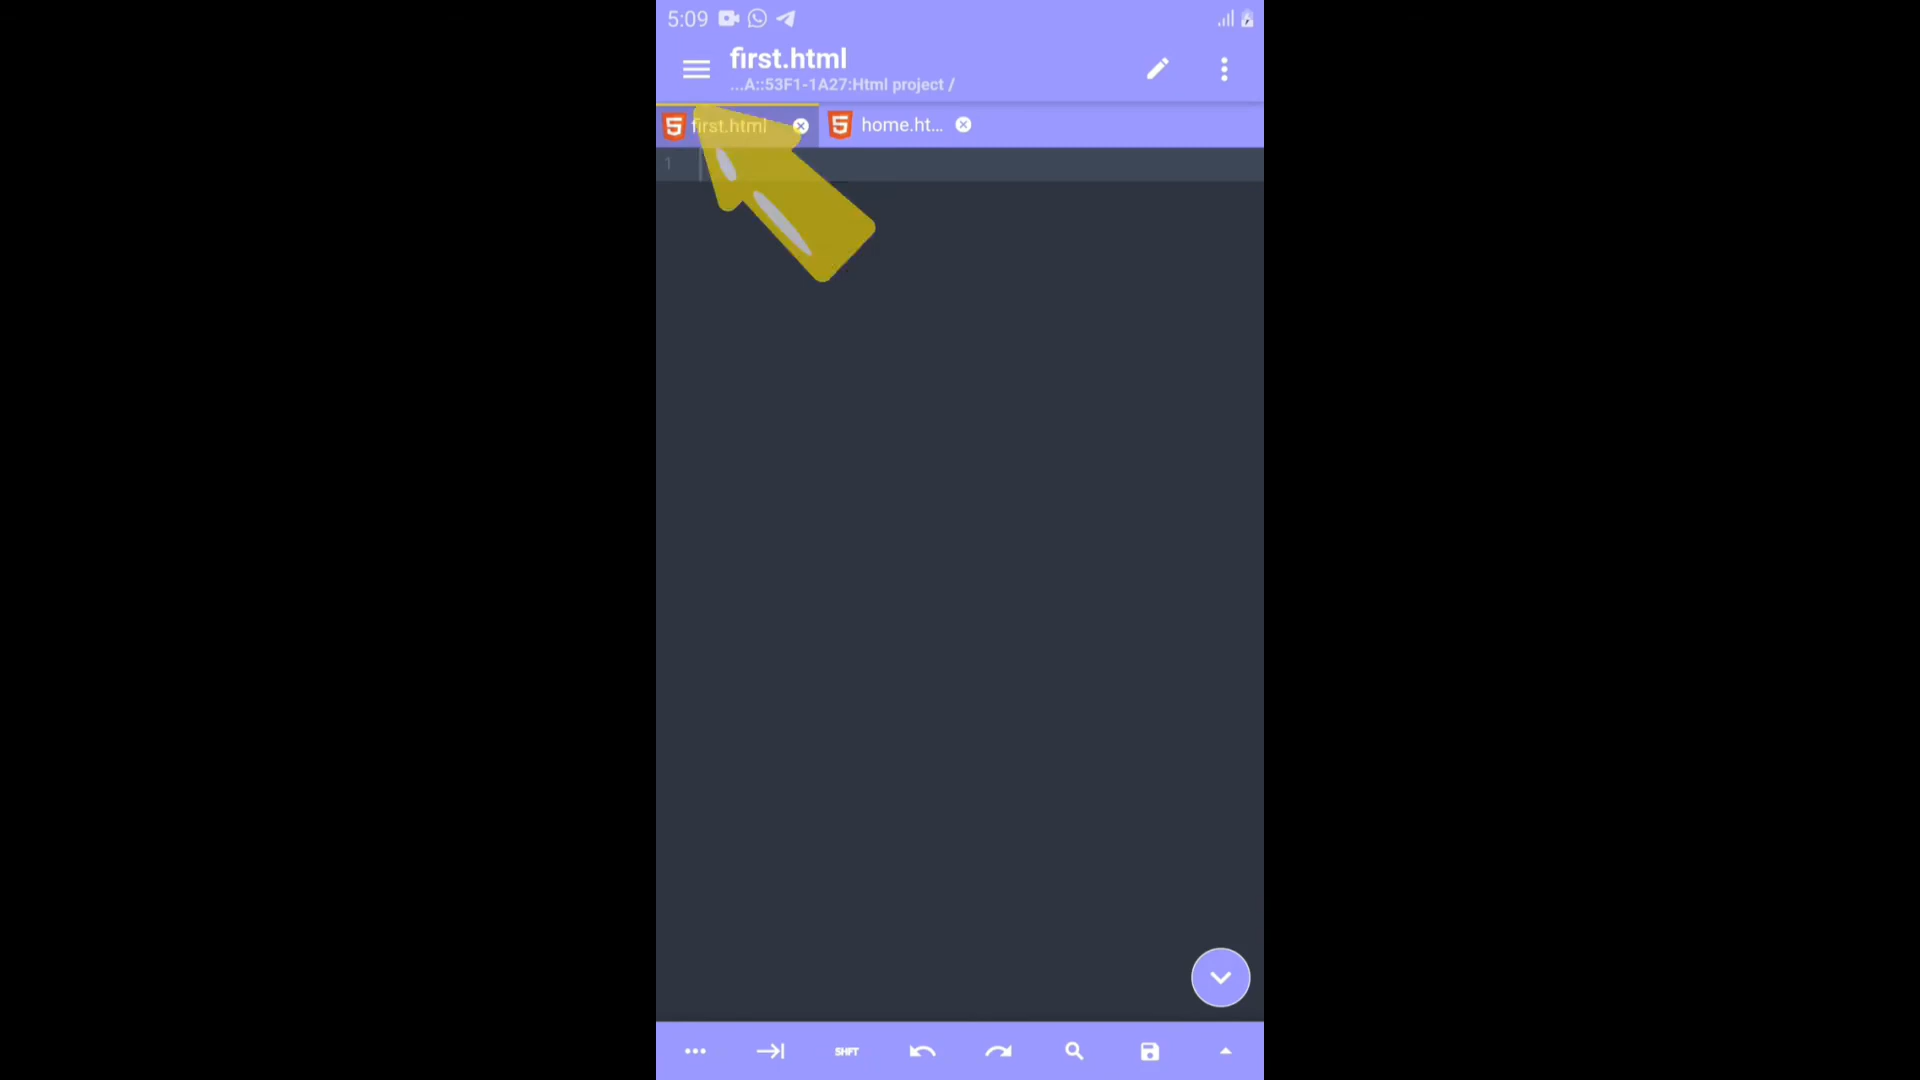 5:09
first.html
...A::53F1-1A27:Html project /
first.html
home.ht...
1
SHFT